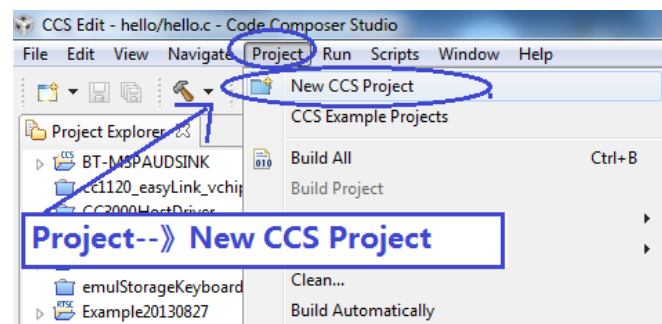 CCS Edit - hello/hello.c - Code Composer Studio
File Edit View Navigate Project Run Scripts Window Help
New CCS Project
CCS Example Projects
Project Explorer
BT-MSPAUDSINK
Build All Ctrl+B
cc1120_easyLink_vchip
Build Project
CC3000HostDriver
Project--》 New CCS Project
Clean...
emulStorageKeyboard
Example20130827
Build Automatically